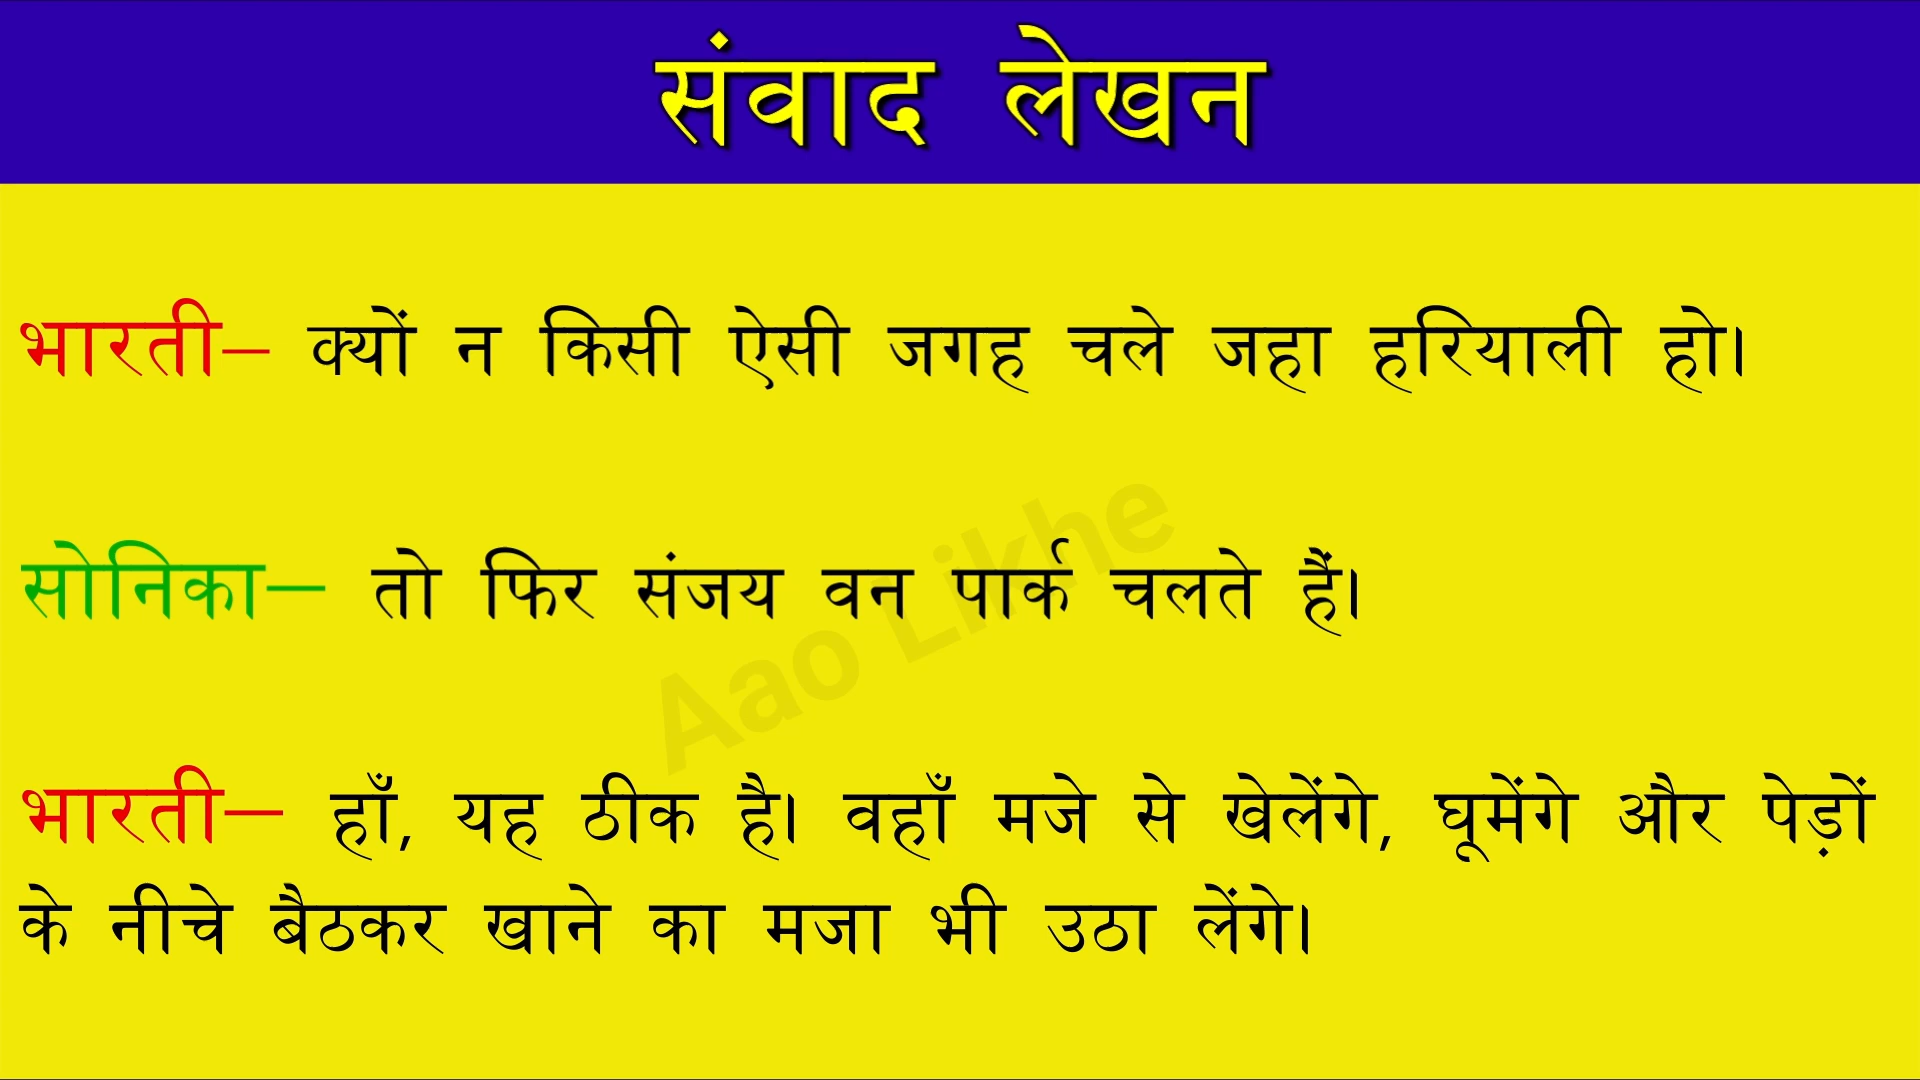 संवाद लेखन
भारती– क्यों न किसी ऐसी जगह चले जहा हरियाली हो।
सोनिका– तो फिर संजय वन पार्क चलते हैं।
भारती– हाँ, यह ठीक है। वहाँ मजे से खेलेंगे, घूमेंगे और पेड़ों
के नीचे बैठकर खाने का मजा भी उठा लेंगे।
Aao Likhe